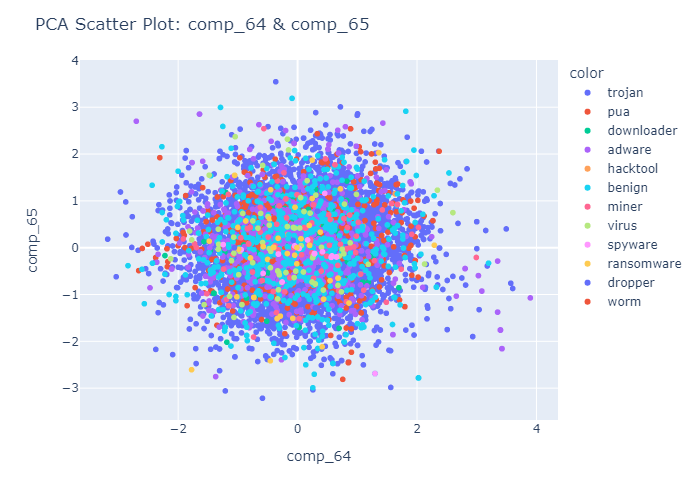 PCA Scatter Plot: comp_64 & comp_65
color
trojan
pua
downloader
adware
hacktool
benign
miner
virus
spyware
ransomware
dropper
worm
comp_65
4
3
2
1
0
−1
−2
−3
−2
0
2
4
comp_64